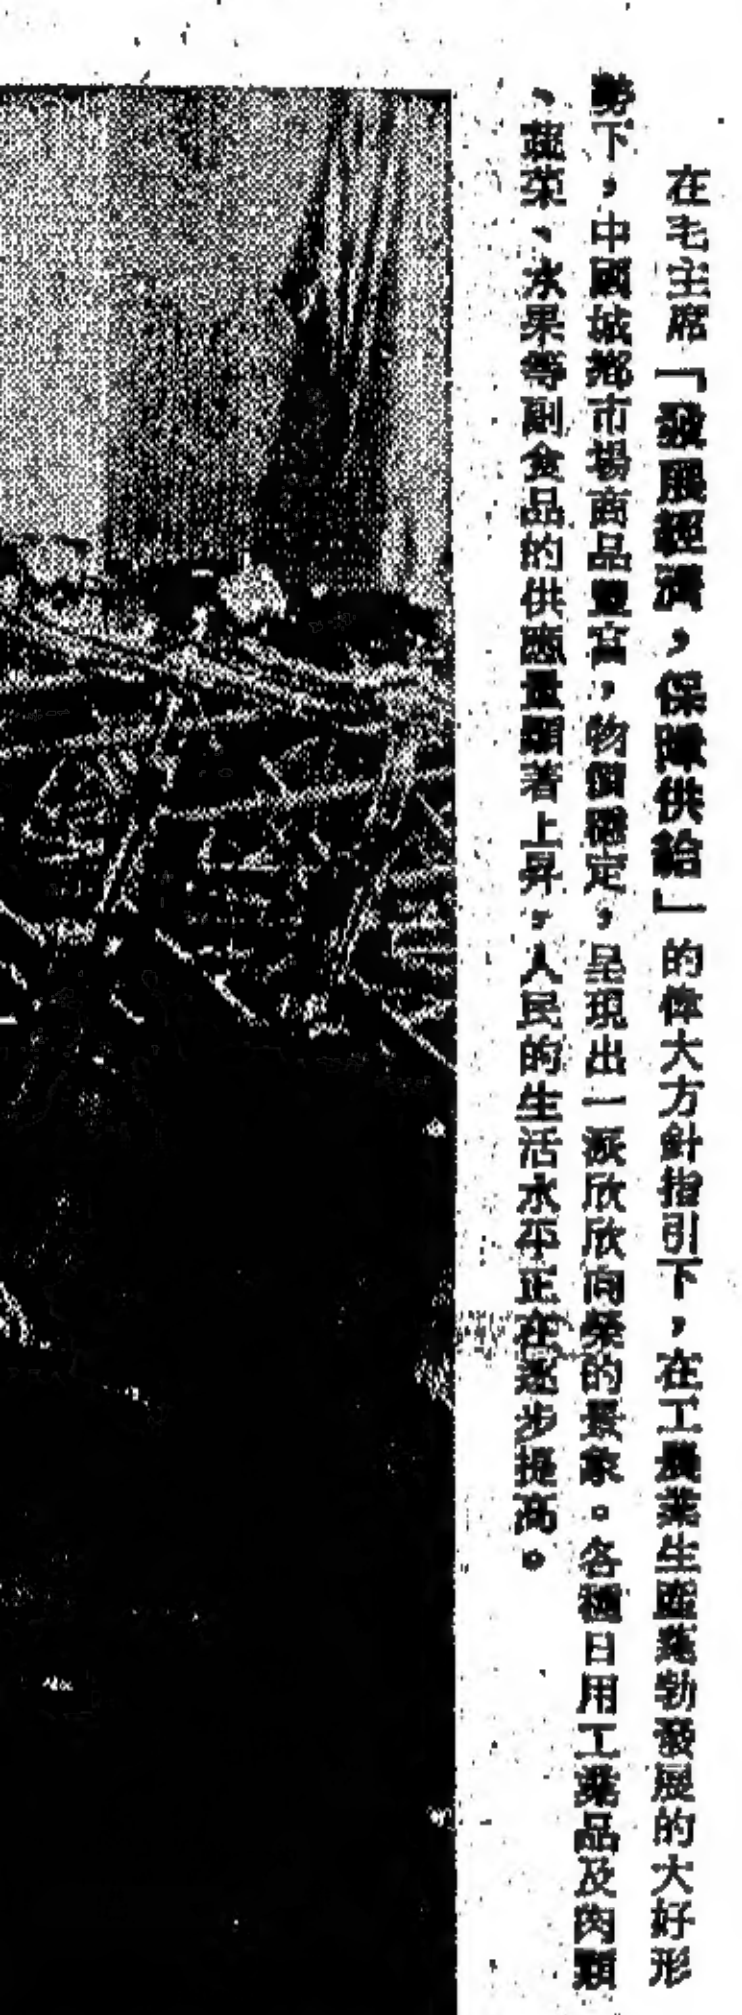 在毛主席「發展經濟，保障供給」的偉大方針指引下，在工農業生產蓬勃發展的大好形
勢下，中國城鄉市場商品豐富，物價穩定，呈現出一派欣欣向榮的景象。各種日用工業品及肉類
、蔬菜、水果等副食品的供應量顯著上昇，人民的生活水平正在逐步提高。